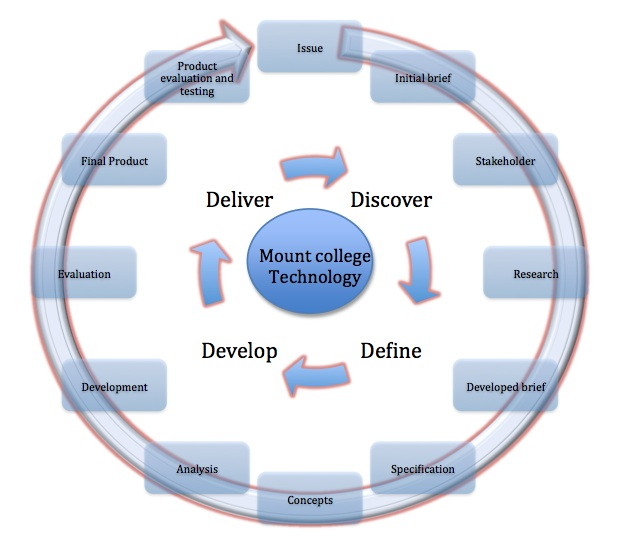 Issue
Initial brief
Stakeholder
Research
Developed brief
Specification
Concepts
Analysis
Development
Evaluation
Final Product
Product
evaluation and
testing
Deliver
Discover
Mount college
Technology
Develop
Define